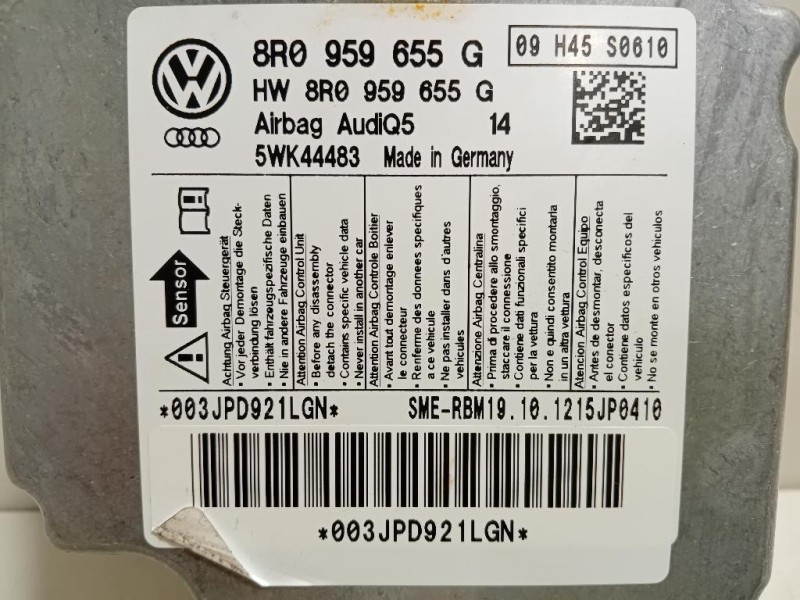 8R0 959 655 G
09 H45 S0610
HW 8R0 959 655 G
Airbag AudiQ5 14
5WK44483 Made in Germany
Sensor
Achtung Airbag Steuergerät
• Vor jeder Demontage die Steck-
verbindung lösen
• Enthält fahrzeugspezifische Daten
• Nie in andere Fahrzeuge einbauen
Attention Airbag Control Unit
• Before any disassembly
detach the connector
• Contains specific vehicle data
• Never install in another car
Attention Airbag Controle Boitier
• Avant tout demontage enlever
le connecteur
• Renferme des données spécifiques
a ce vehicule
• Ne pas installer dans d'autres
vehicules
Attenzione Airbag Centralina
• Prima di procedere allo smontaggio,
staccare il connessione
• Contiene dati funzionali specifici
per la vettura
• Non e quindi consentito montaria
in un altra vettura
Atencion Airbag Control Equipo
• Antes de desmontar, desconecta
el conector
• Contiene datos especificos del
vehiculo
• No se monte en otros vehiculos
*003JPD921LGN*
SME-RBM19.10.1215JP0410
*003JPD921LGN*